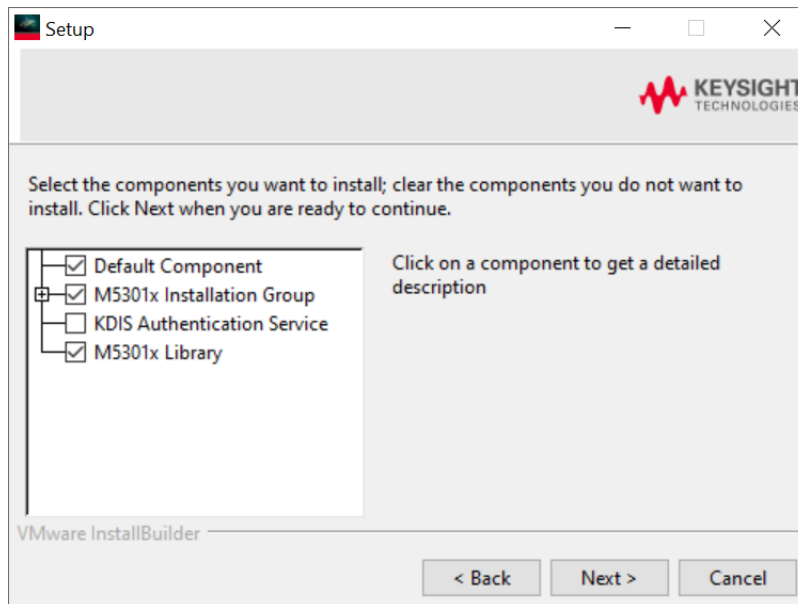 Setup
KEYSIGHT
TECHNOLOGIES
Select the components you want to install; clear the components you do not want to
install. Click Next when you are ready to continue.
Default Component
M5301x Installation Group
KDIS Authentication Service
M5301x Library
Click on a component to get a detailed
description
VMware InstallBuilder
< Back
Next >
Cancel